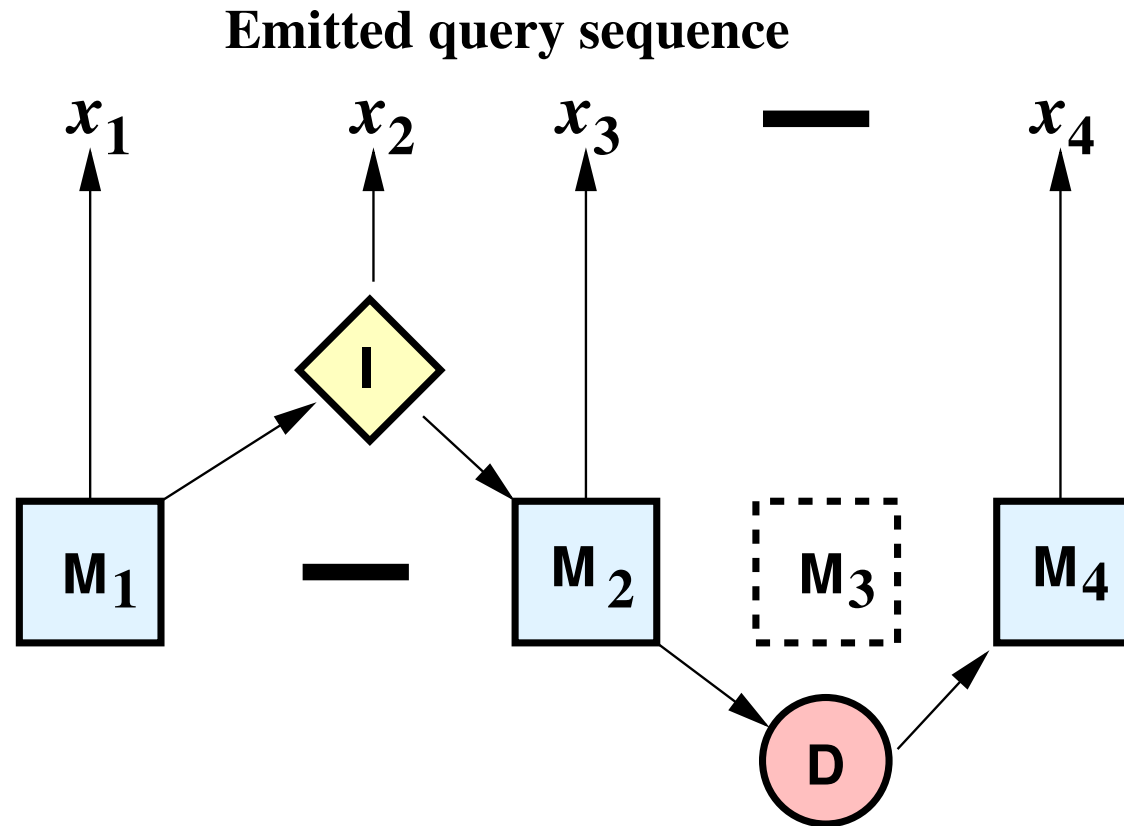 Emitted query sequence
x1 x2 x3 — x4
I
M1 — M2 M3 M4
D